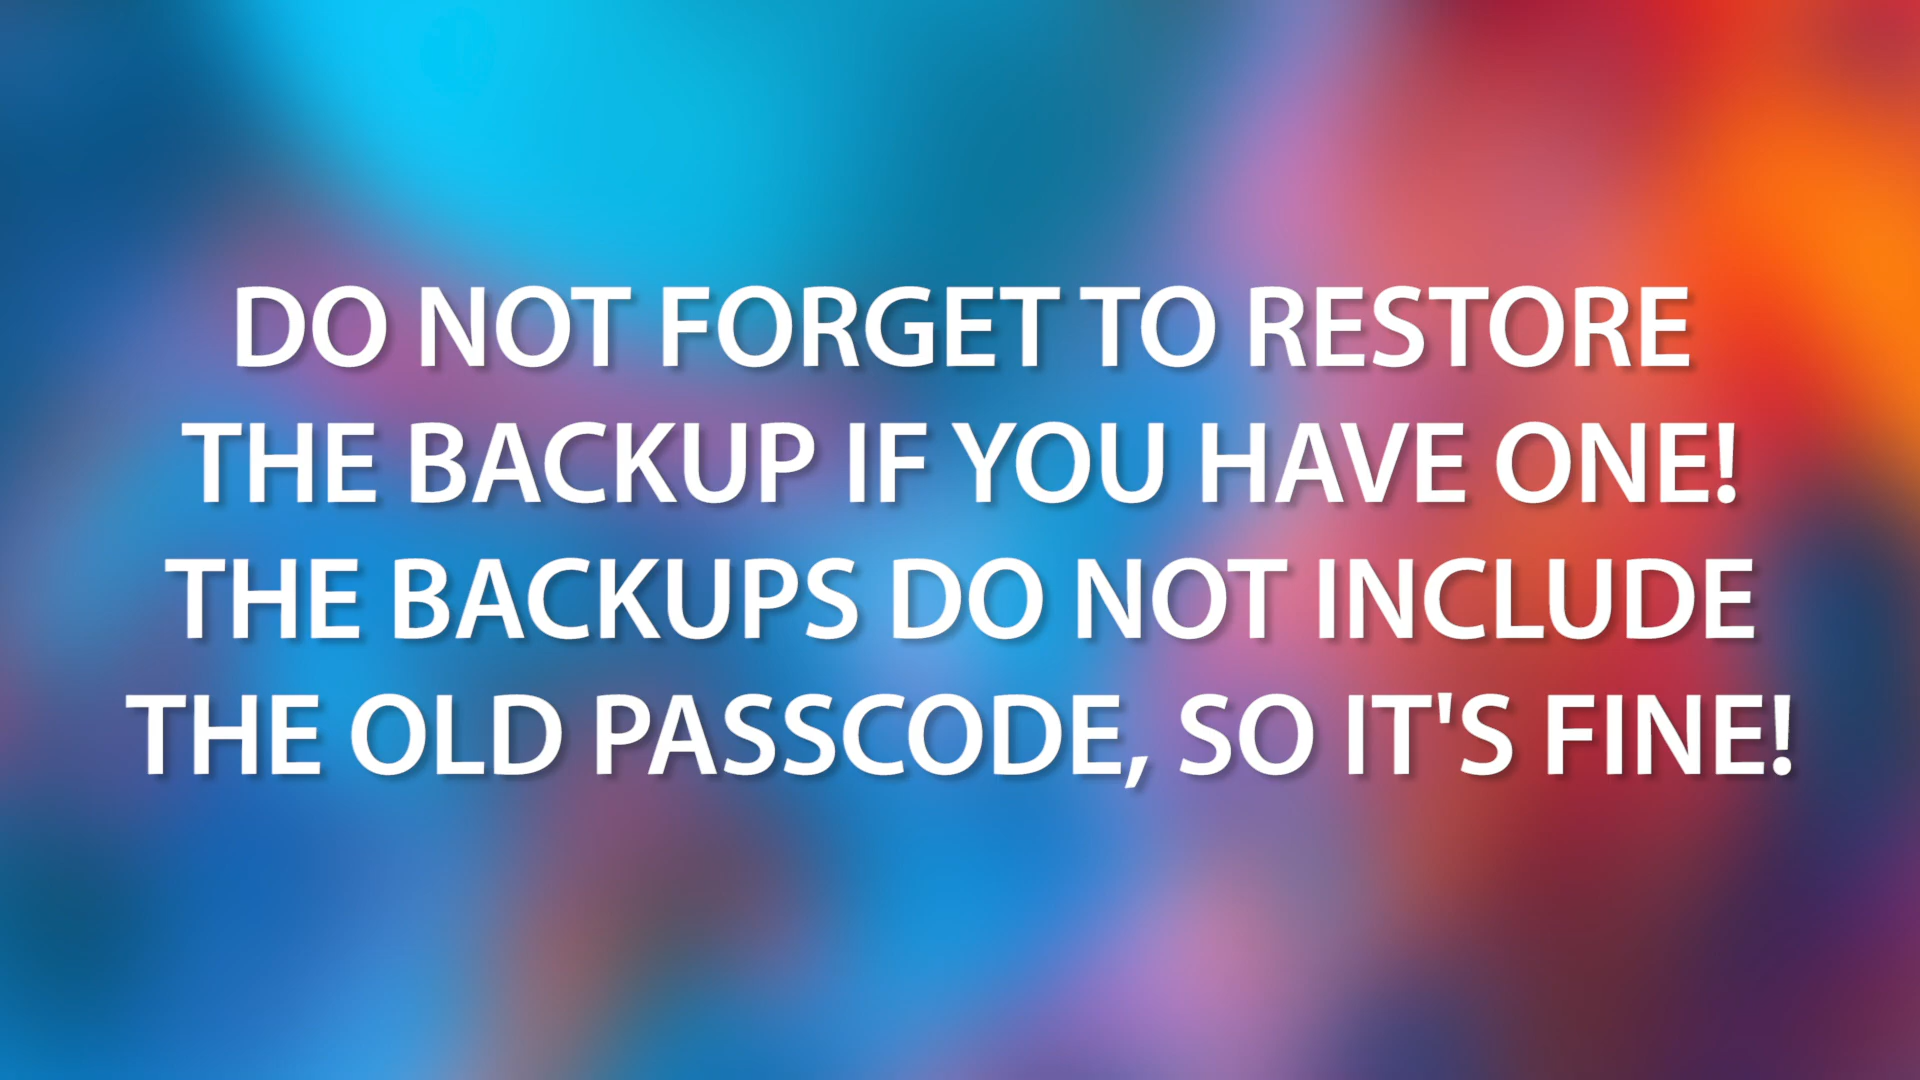 DO NOT FORGET TO RESTORE
THE BACKUP IF YOU HAVE ONE!
THE BACKUPS DO NOT INCLUDE
THE OLD PASSCODE, SO IT'S FINE!